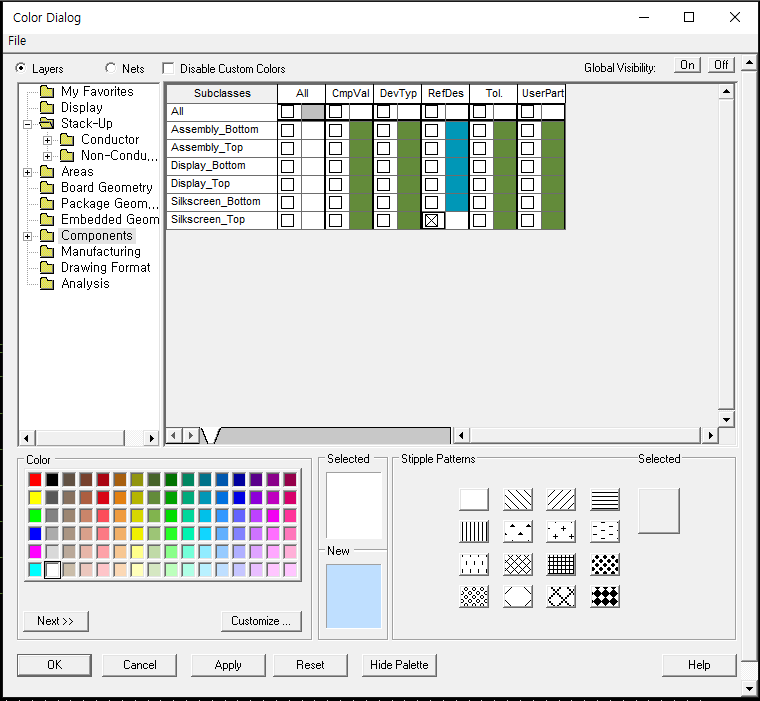 Color Dialog
File
Layers Nets Disable Custom Colors Global Visibility: On Off
My Favorites
Display
Stack-Up
Conductor
Non-Condu...
Areas
Board Geometry
Package Geom...
Embedded Geom
Components
Manufacturing
Drawing Format
Analysis
Subclasses All CmpVal DevTyp RefDes Tol. UserPart
All
Assembly_Bottom
Assembly_Top
Display_Bottom
Display_Top
Silkscreen_Bottom
Silkscreen_Top
Color
Next >> Customize ...
Selected
New
Stipple Patterns Selected
OK Cancel Apply Reset Hide Palette Help